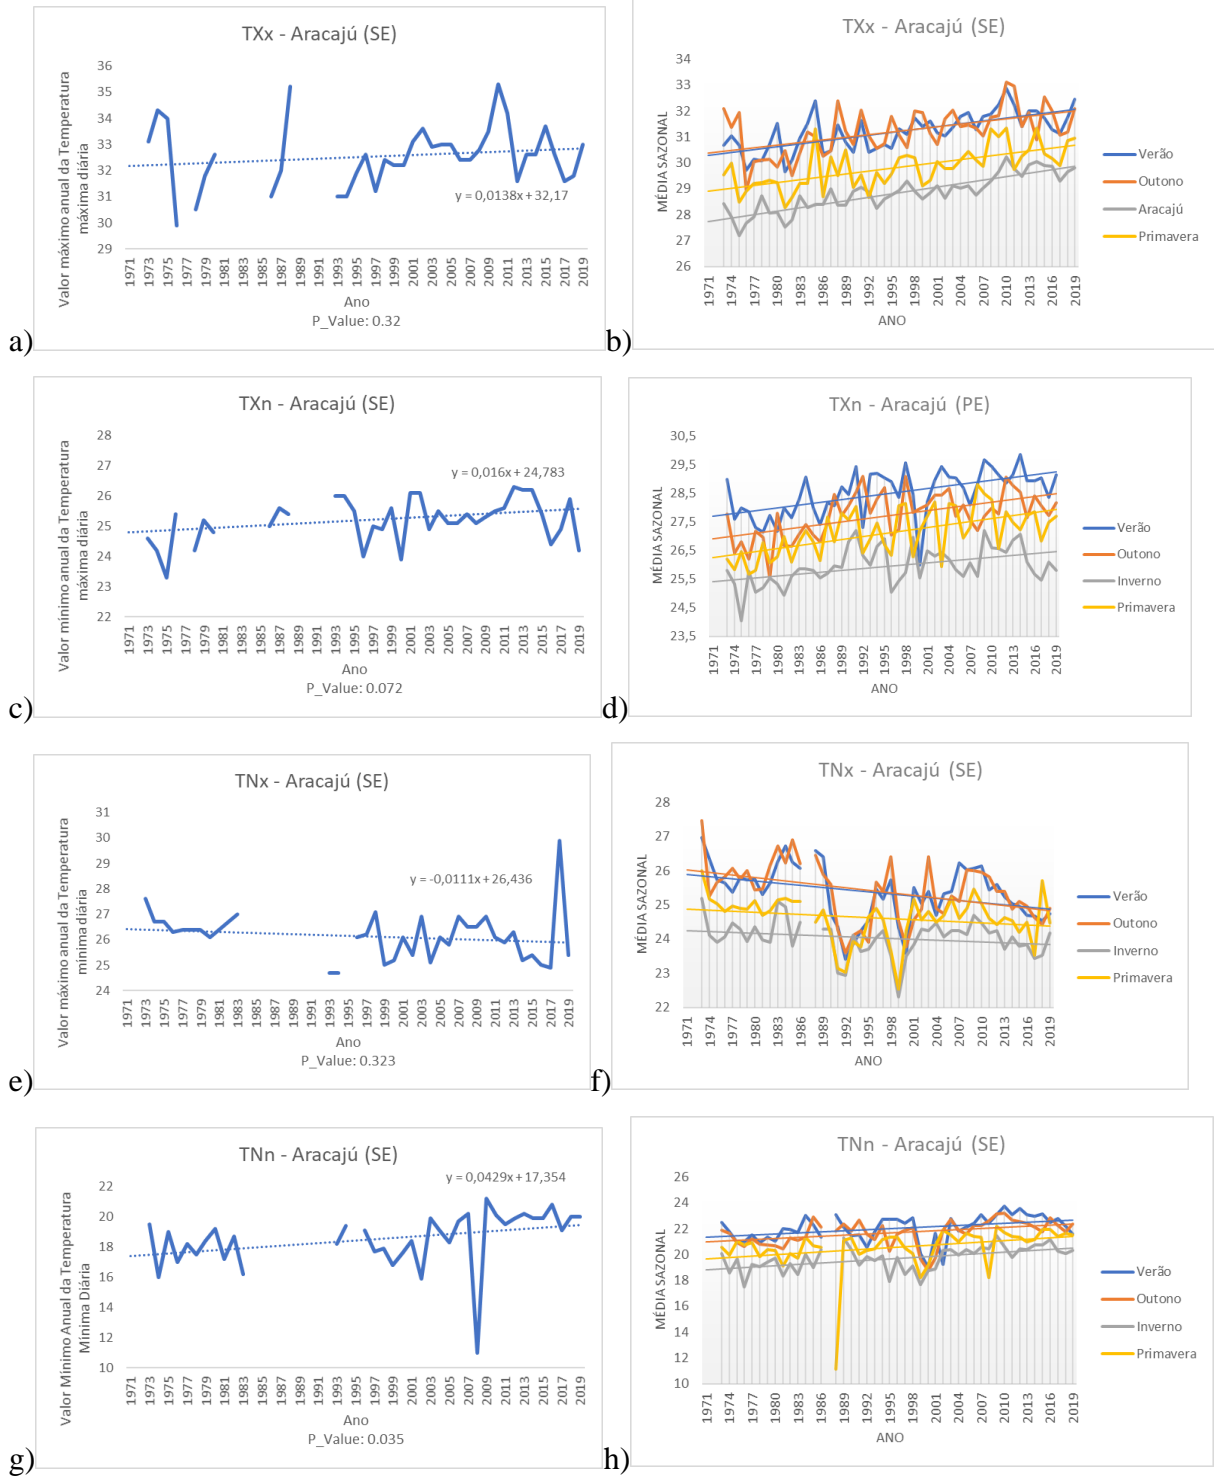 TXx - Aracajú (SE)
Valor máximo anual da Temperatura
máxima diária
36
35
34
33
32
31
30
29
y = 0,0138x + 32,17
1971 1973 1975 1977 1979 1981 1983 1985 1987 1989 1991 1993 1995 1997 1999 2001 2003 2005 2007 2009 2011 2013 2015 2017 2019
Ano
P_Value: 0.32
a)
TXx - Aracajú (SE)
MÉDIA SAZONAL
34
33
32
31
30
29
28
27
26
1971 1974 1977 1980 1983 1986 1989 1992 1995 1998 2001 2004 2007 2010 2013 2016 2019
ANO
Verão
Outono
Aracajú
Primavera
b)
TXn - Aracajú (SE)
Valor mínimo anual da Temperatura
máxima diária
28
27
26
25
24
23
22
y = 0,016x + 24,783
1971 1973 1975 1977 1979 1981 1983 1985 1987 1989 1991 1993 1995 1997 1999 2001 2003 2005 2007 2009 2011 2013 2015 2017 2019
Ano
P_Value: 0.072
c)
TXn - Aracajú (PE)
MÉDIA SAZONAL
30,5
29,5
28,5
27,5
26,5
25,5
24,5
23,5
1971 1974 1977 1980 1983 1986 1989 1992 1995 1998 2001 2004 2007 2010 2013 2016 2019
ANO
Verão
Outono
Inverno
Primavera
d)
TNx - Aracajú (SE)
Valor máximo anual da Temperatura
mínima diária
31
30
29
28
27
26
25
24
y = -0,0111x + 26,436
1971 1973 1975 1977 1979 1981 1983 1985 1987 1989 1991 1993 1995 1997 1999 2001 2003 2005 2007 2009 2011 2013 2015 2017 2019
Ano
P_Value: 0.323
e)
TNx - Aracajú (SE)
MÉDIA SAZONAL
28
27
26
25
24
23
22
1971 1974 1977 1980 1983 1986 1989 1992 1995 1998 2001 2004 2007 2010 2013 2016 2019
ANO
Verão
Outono
Inverno
Primavera
f)
TNn - Aracajú (SE)
Valor Mínimo Anual da Temperatura
Mínima Diária
22
20
18
16
14
12
10
y = 0,0429x + 17,354
1971 1973 1975 1977 1979 1981 1983 1985 1987 1989 1991 1993 1995 1997 1999 2001 2003 2005 2007 2009 2011 2013 2015 2017 2019
Ano
P_Value: 0.035
g)
TNn - Aracajú (SE)
MÉDIA SAZONAL
26
24
22
20
18
16
14
12
10
1971 1974 1977 1980 1983 1986 1989 1992 1995 1998 2001 2004 2007 2010 2013 2016 2019
ANO
Verão
Outono
Inverno
Primavera
h)